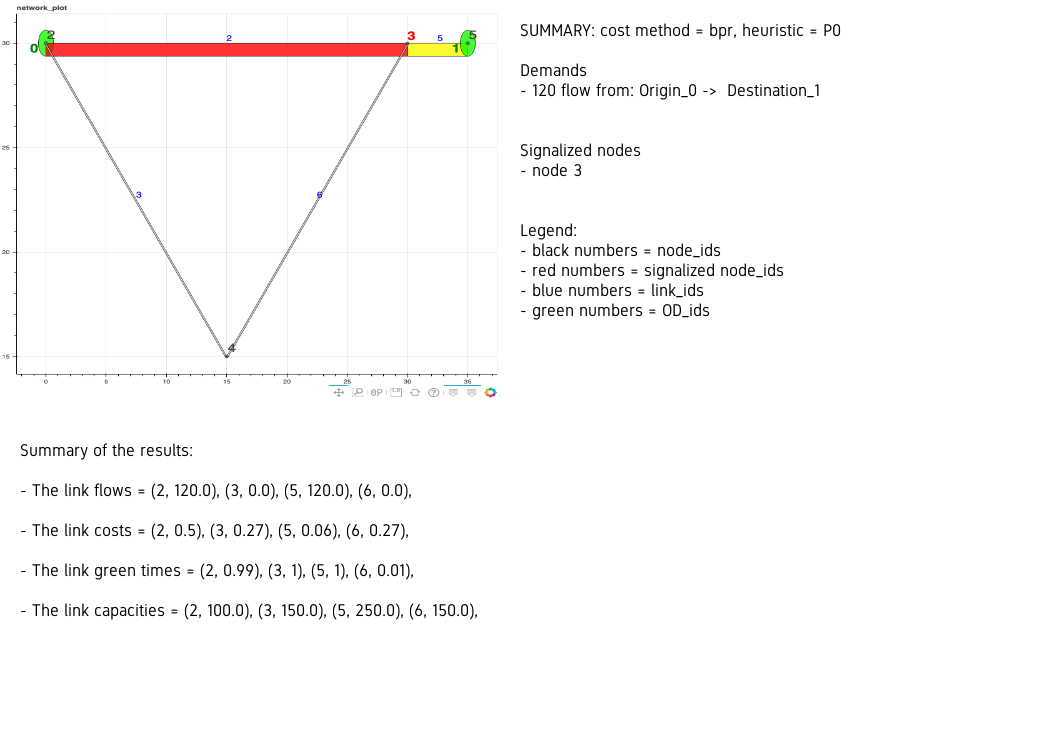 network_plot
2 3 5
0 2 5 1
30
25
3 6
20
4
15
0 5 10 15 20 25 30 35
SUMMARY: cost method = bpr, heuristic = P0
Demands
- 120 flow from: Origin_0 -> Destination_1
Signalized nodes
- node 3
Legend:
- black numbers = node_ids
- red numbers = signalized node_ids
- blue numbers = link_ids
- green numbers = OD_ids
Summary of the results:
- The link flows = (2, 120.0), (3, 0.0), (5, 120.0), (6, 0.0),
- The link costs = (2, 0.5), (3, 0.27), (5, 0.06), (6, 0.27),
- The link green times = (2, 0.99), (3, 1), (5, 1), (6, 0.01),
- The link capacities = (2, 100.0), (3, 150.0), (5, 250.0), (6, 150.0),